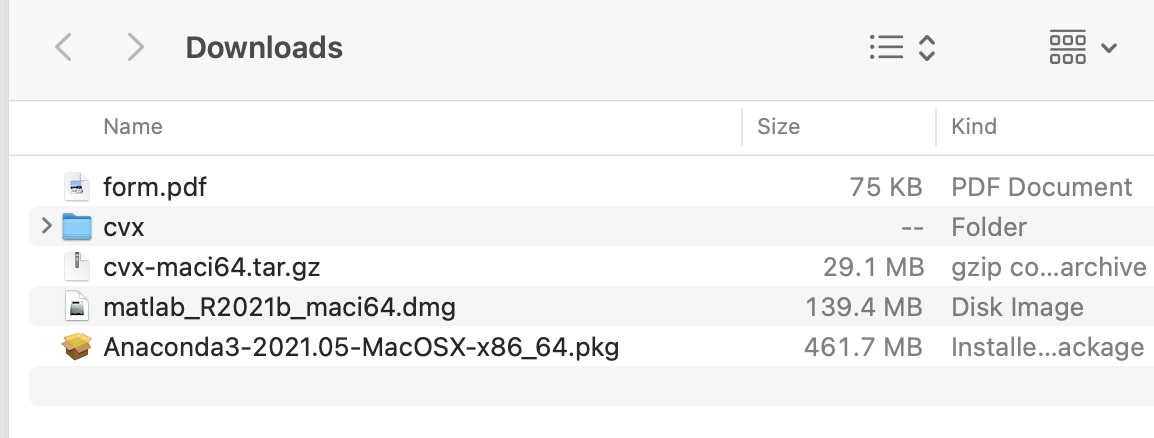 Downloads
Name Size Kind
form.pdf 75 KB PDF Document
cvx -- Folder
cvx-maci64.tar.gz 29.1 MB gzip co...archive
matlab_R2021b_maci64.dmg 139.4 MB Disk Image
Anaconda3-2021.05-MacOSX-x86_64.pkg 461.7 MB Installe...ackage